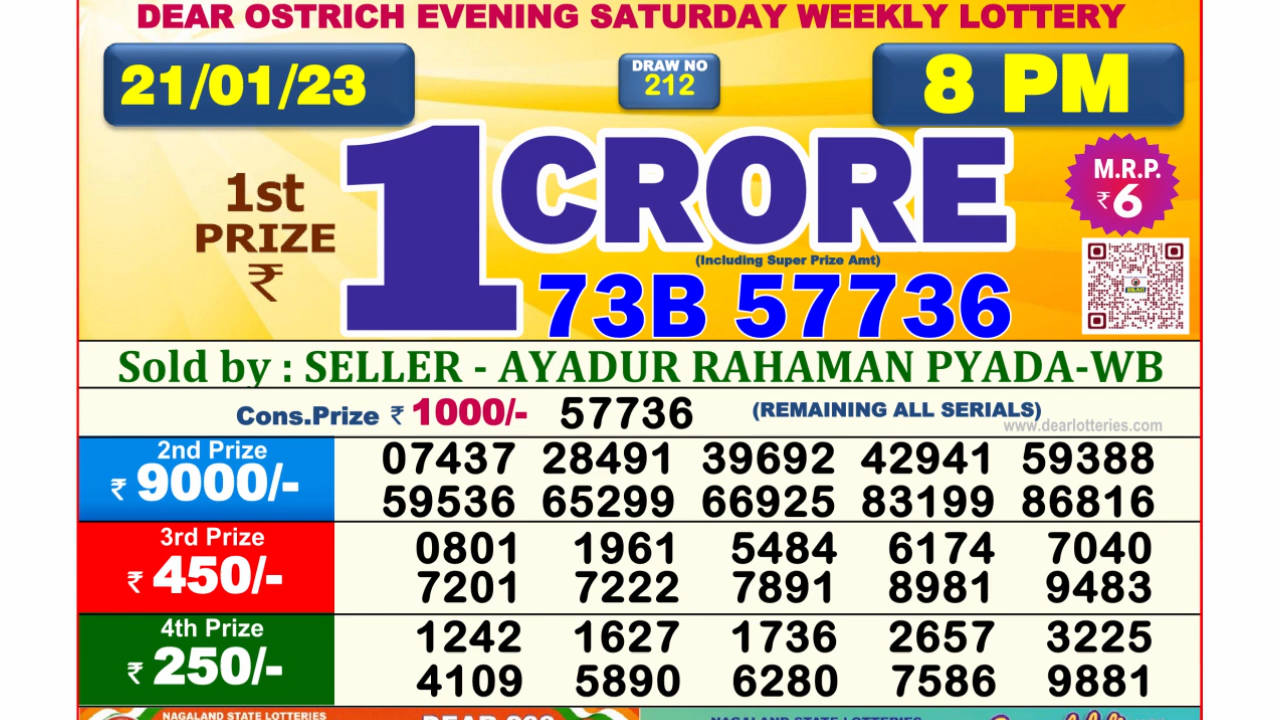 DEAR OSTRICH EVENING SATURDAY WEEKLY LOTTERY
21/01/23
DRAW NO
212
8 PM
1st
PRIZE
₹
1 CRORE
(Including Super Prize Amt)
73B 57736
M.R.P.
₹6
Sold by : SELLER - AYADUR RAHAMAN PYADA-WB
Cons.Prize ₹ 1000/- 57736 (REMAINING ALL SERIALS)
www.dearlotteries.com
2nd Prize
₹ 9000/-
07437 28491 39692 42941 59388
59536 65299 66925 83199 86816
3rd Prize
₹ 450/-
0801 1961 5484 6174 7040
7201 7222 7891 8981 9483
4th Prize
₹ 250/-
1242 1627 1736 2657 3225
4109 5890 6280 7586 9881
NAGALAND STATE LOTTERIES
DEAR
NAGALAND STATE LOTTERIES